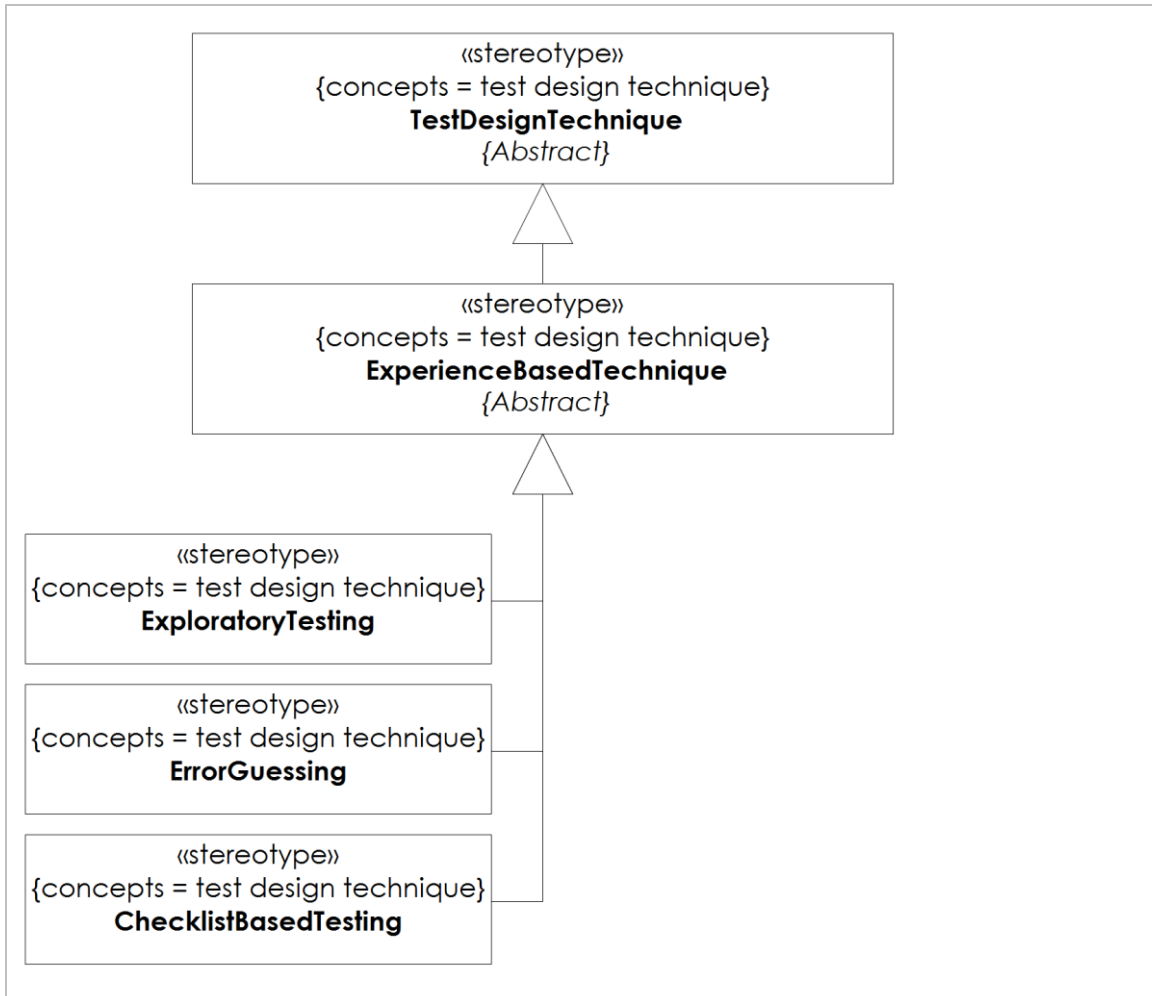 «stereotype»
{concepts = test design technique}
TestDesignTechnique
{Abstract}
«stereotype»
{concepts = test design technique}
ExperienceBasedTechnique
{Abstract}
«stereotype»
{concepts = test design technique}
ExploratoryTesting
«stereotype»
{concepts = test design technique}
ErrorGuessing
«stereotype»
{concepts = test design technique}
ChecklistBasedTesting